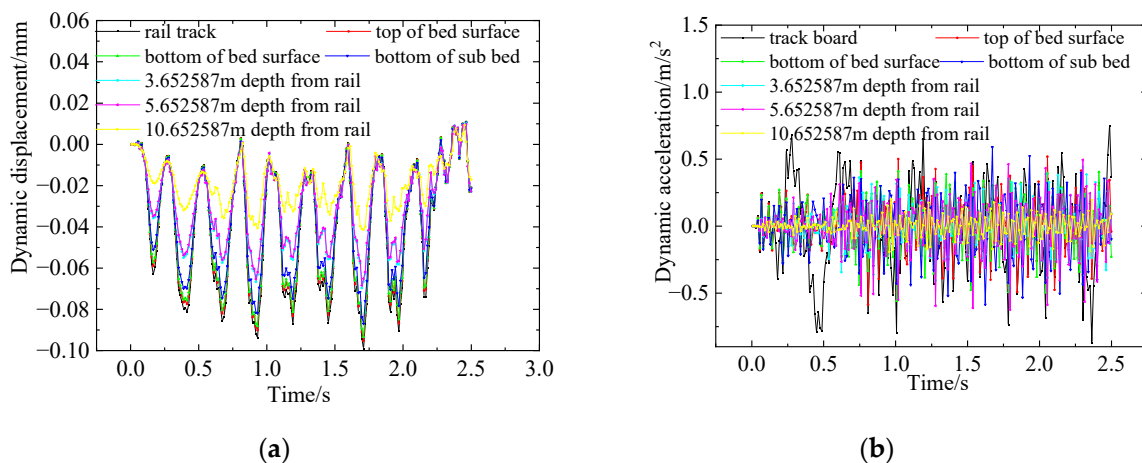 0.06
0.04
0.02
0.00
−0.02
−0.04
−0.06
−0.08
−0.10
Dynamic displacement/mm
rail track
top of bed surface
bottom of bed surface
bottom of sub bed
3.652587m depth from rail
5.652587m depth from rail
10.652587m depth from rail
0.0 0.5 1.0 1.5 2.0 2.5 3.0
Time/s
(a)
1.5
1.0
0.5
0.0
−0.5
Dynamic acceleration/m/s²
track board
top of bed surface
bottom of bed surface
bottom of sub bed
3.652587m depth from rail
5.652587m depth from rail
10.652587m depth from rail
0.0 0.5 1.0 1.5 2.0 2.5
Time/s
(b)